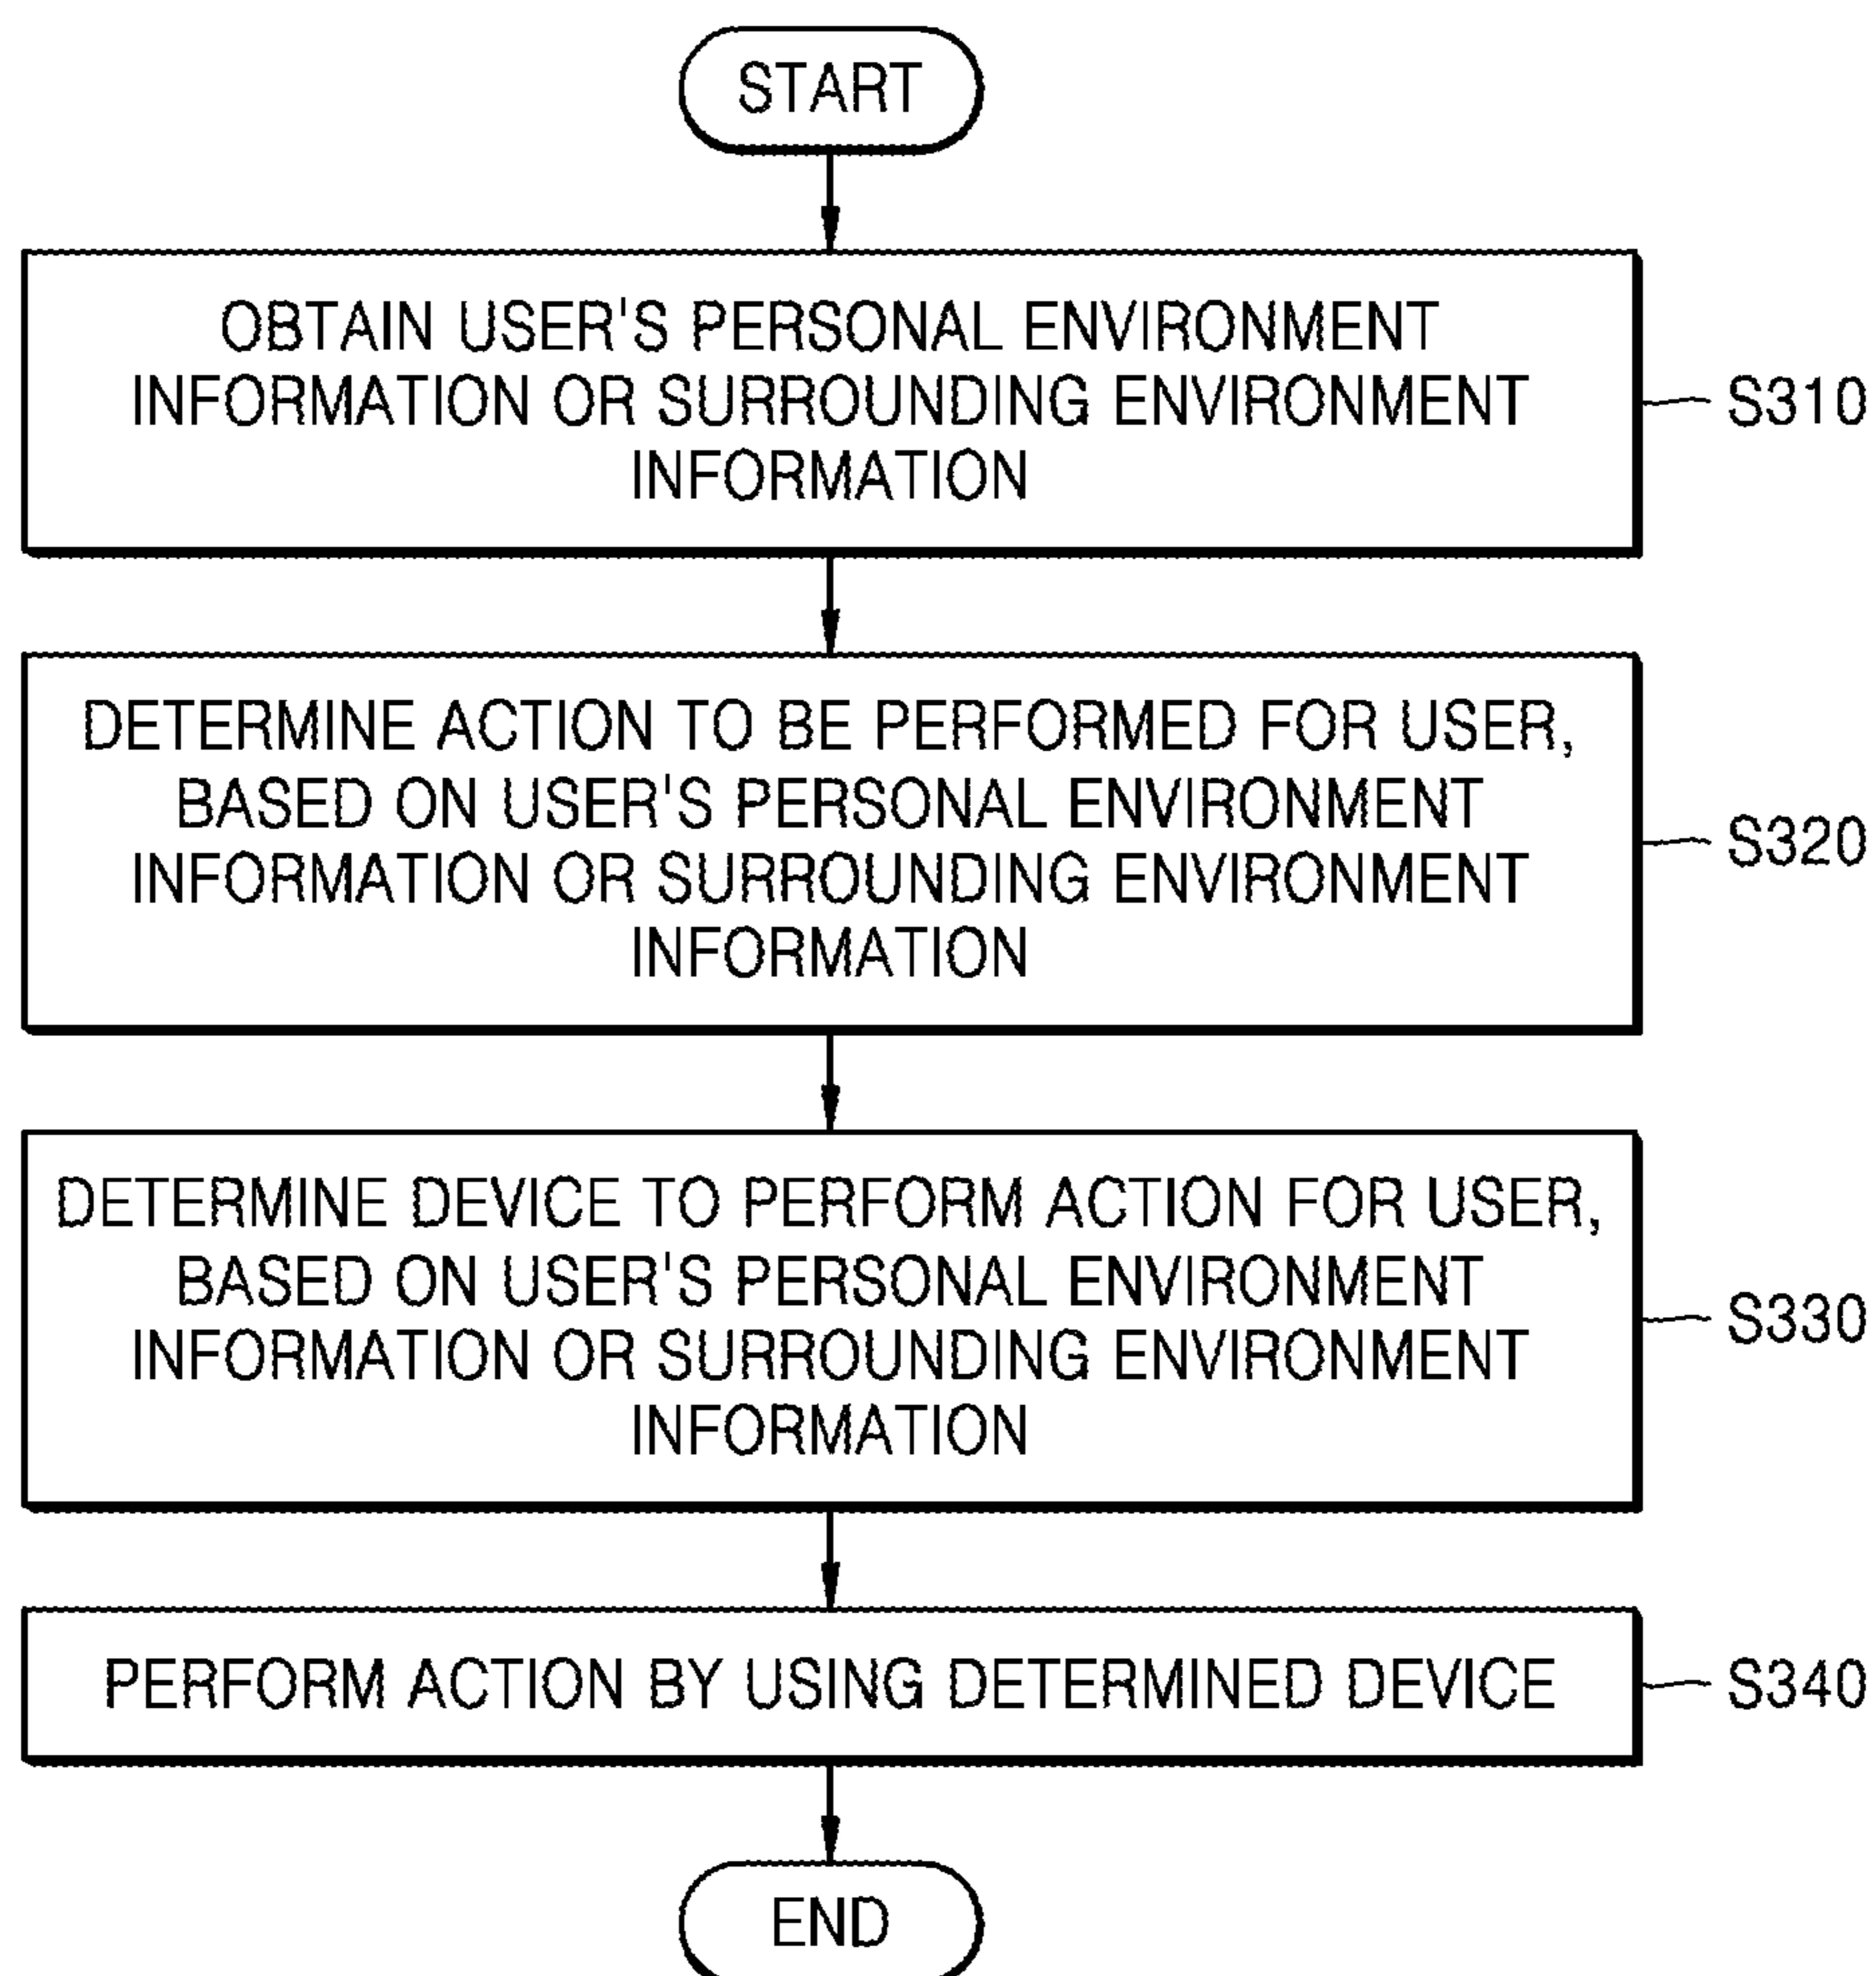 START
OBTAIN USER'S PERSONAL ENVIRONMENT
INFORMATION OR SURROUNDING ENVIRONMENT
INFORMATION
S310
DETERMINE ACTION TO BE PERFORMED FOR USER,
BASED ON USER'S PERSONAL ENVIRONMENT
INFORMATION OR SURROUNDING ENVIRONMENT
INFORMATION
S320
DETERMINE DEVICE TO PERFORM ACTION FOR USER,
BASED ON USER'S PERSONAL ENVIRONMENT
INFORMATION OR SURROUNDING ENVIRONMENT
INFORMATION
S330
PERFORM ACTION BY USING DETERMINED DEVICE
S340
END